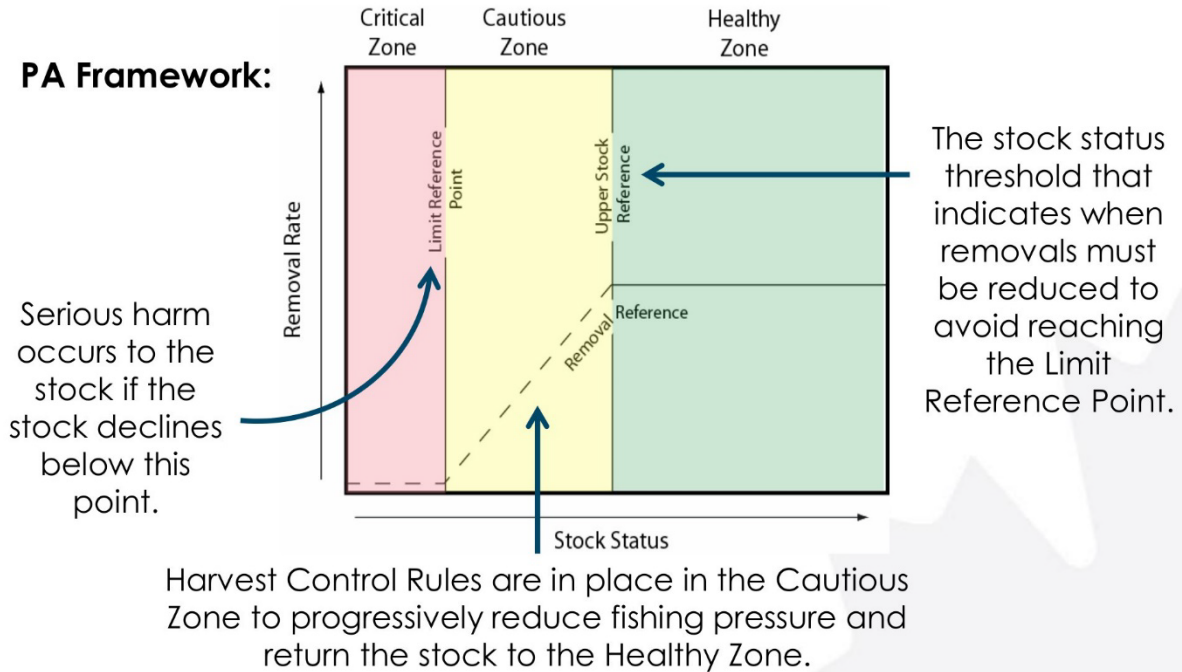 Critical
Zone
Cautious
Zone
Healthy
Zone
PA Framework:
Removal Rate
Limit Reference
Point
Upper Stock
Reference
Removal
Reference
Stock Status
Serious harm
occurs to the
stock if the
stock declines
below this
point.
The stock status
threshold that
indicates when
removals must
be reduced to
avoid reaching
the Limit
Reference Point.
Harvest Control Rules are in place in the Cautious
Zone to progressively reduce fishing pressure and
return the stock to the Healthy Zone.